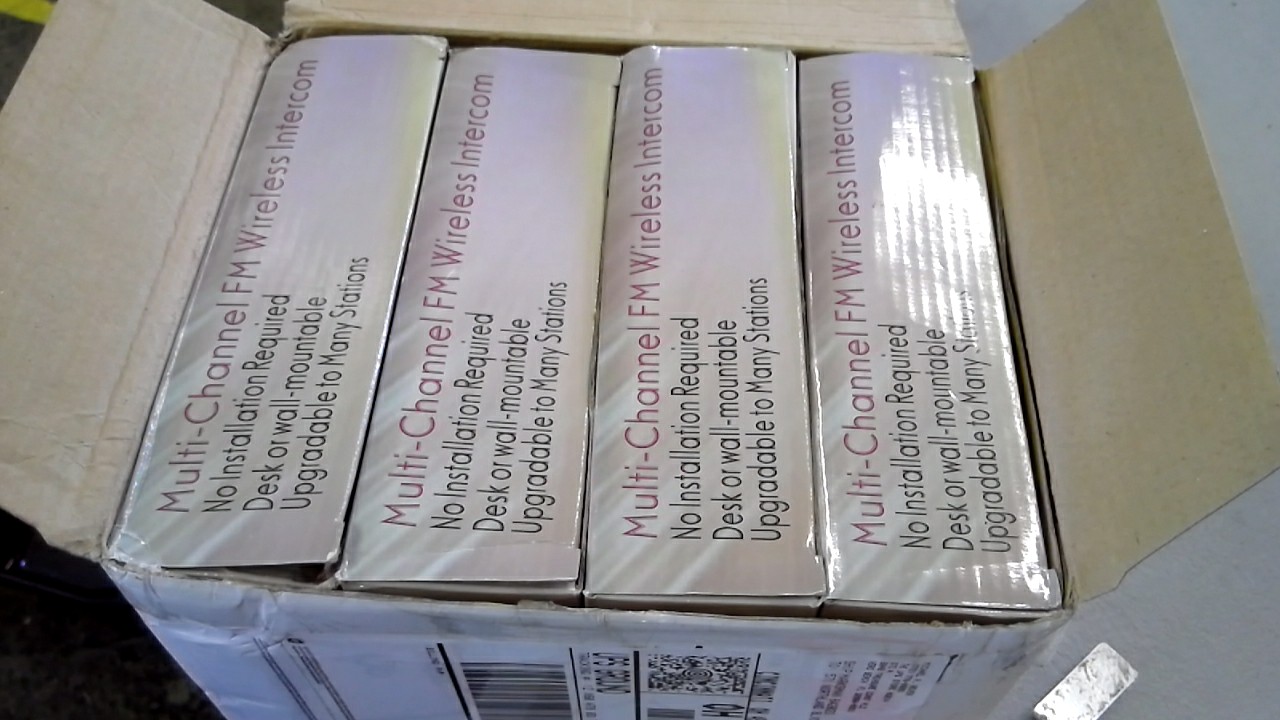 Multi-Channel FM Wireless Intercom
No Installation Required
Desk or wall-mountable
Upgradable to Many Stations
Multi-Channel FM Wireless Intercom
No Installation Required
Desk or wall-mountable
Upgradable to Many Stations
Multi-Channel FM Wireless Intercom
No Installation Required
Desk or wall-mountable
Upgradable to Many Stations
Multi-Channel FM Wireless Intercom
No Installation Required
Desk or wall-mountable
Upgradable to Many Stations